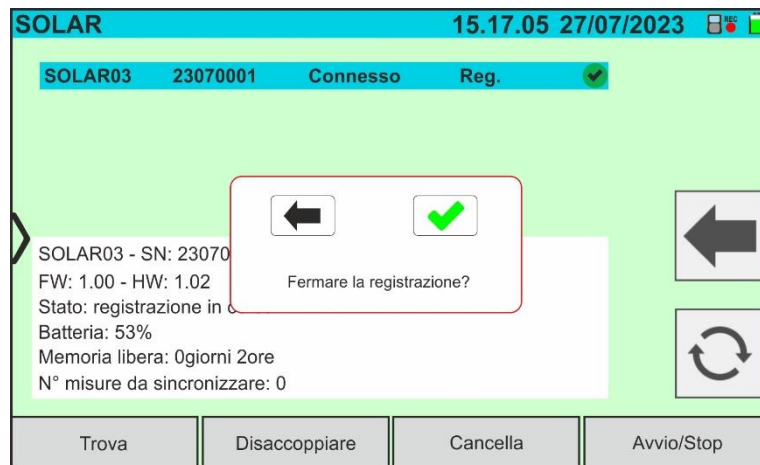 SOLAR 15.17.05 27/07/2023 REC
SOLAR03 23070001 Connesso Reg.
Fermare la registrazione?
SOLAR03 - SN: 23070
FW: 1.00 - HW: 1.02
Stato: registrazione in
Batteria: 53%
Memoria libera: 0giorni 2ore
N° misure da sincronizzare: 0
Trova Disaccoppiare Cancella Avvio/Stop